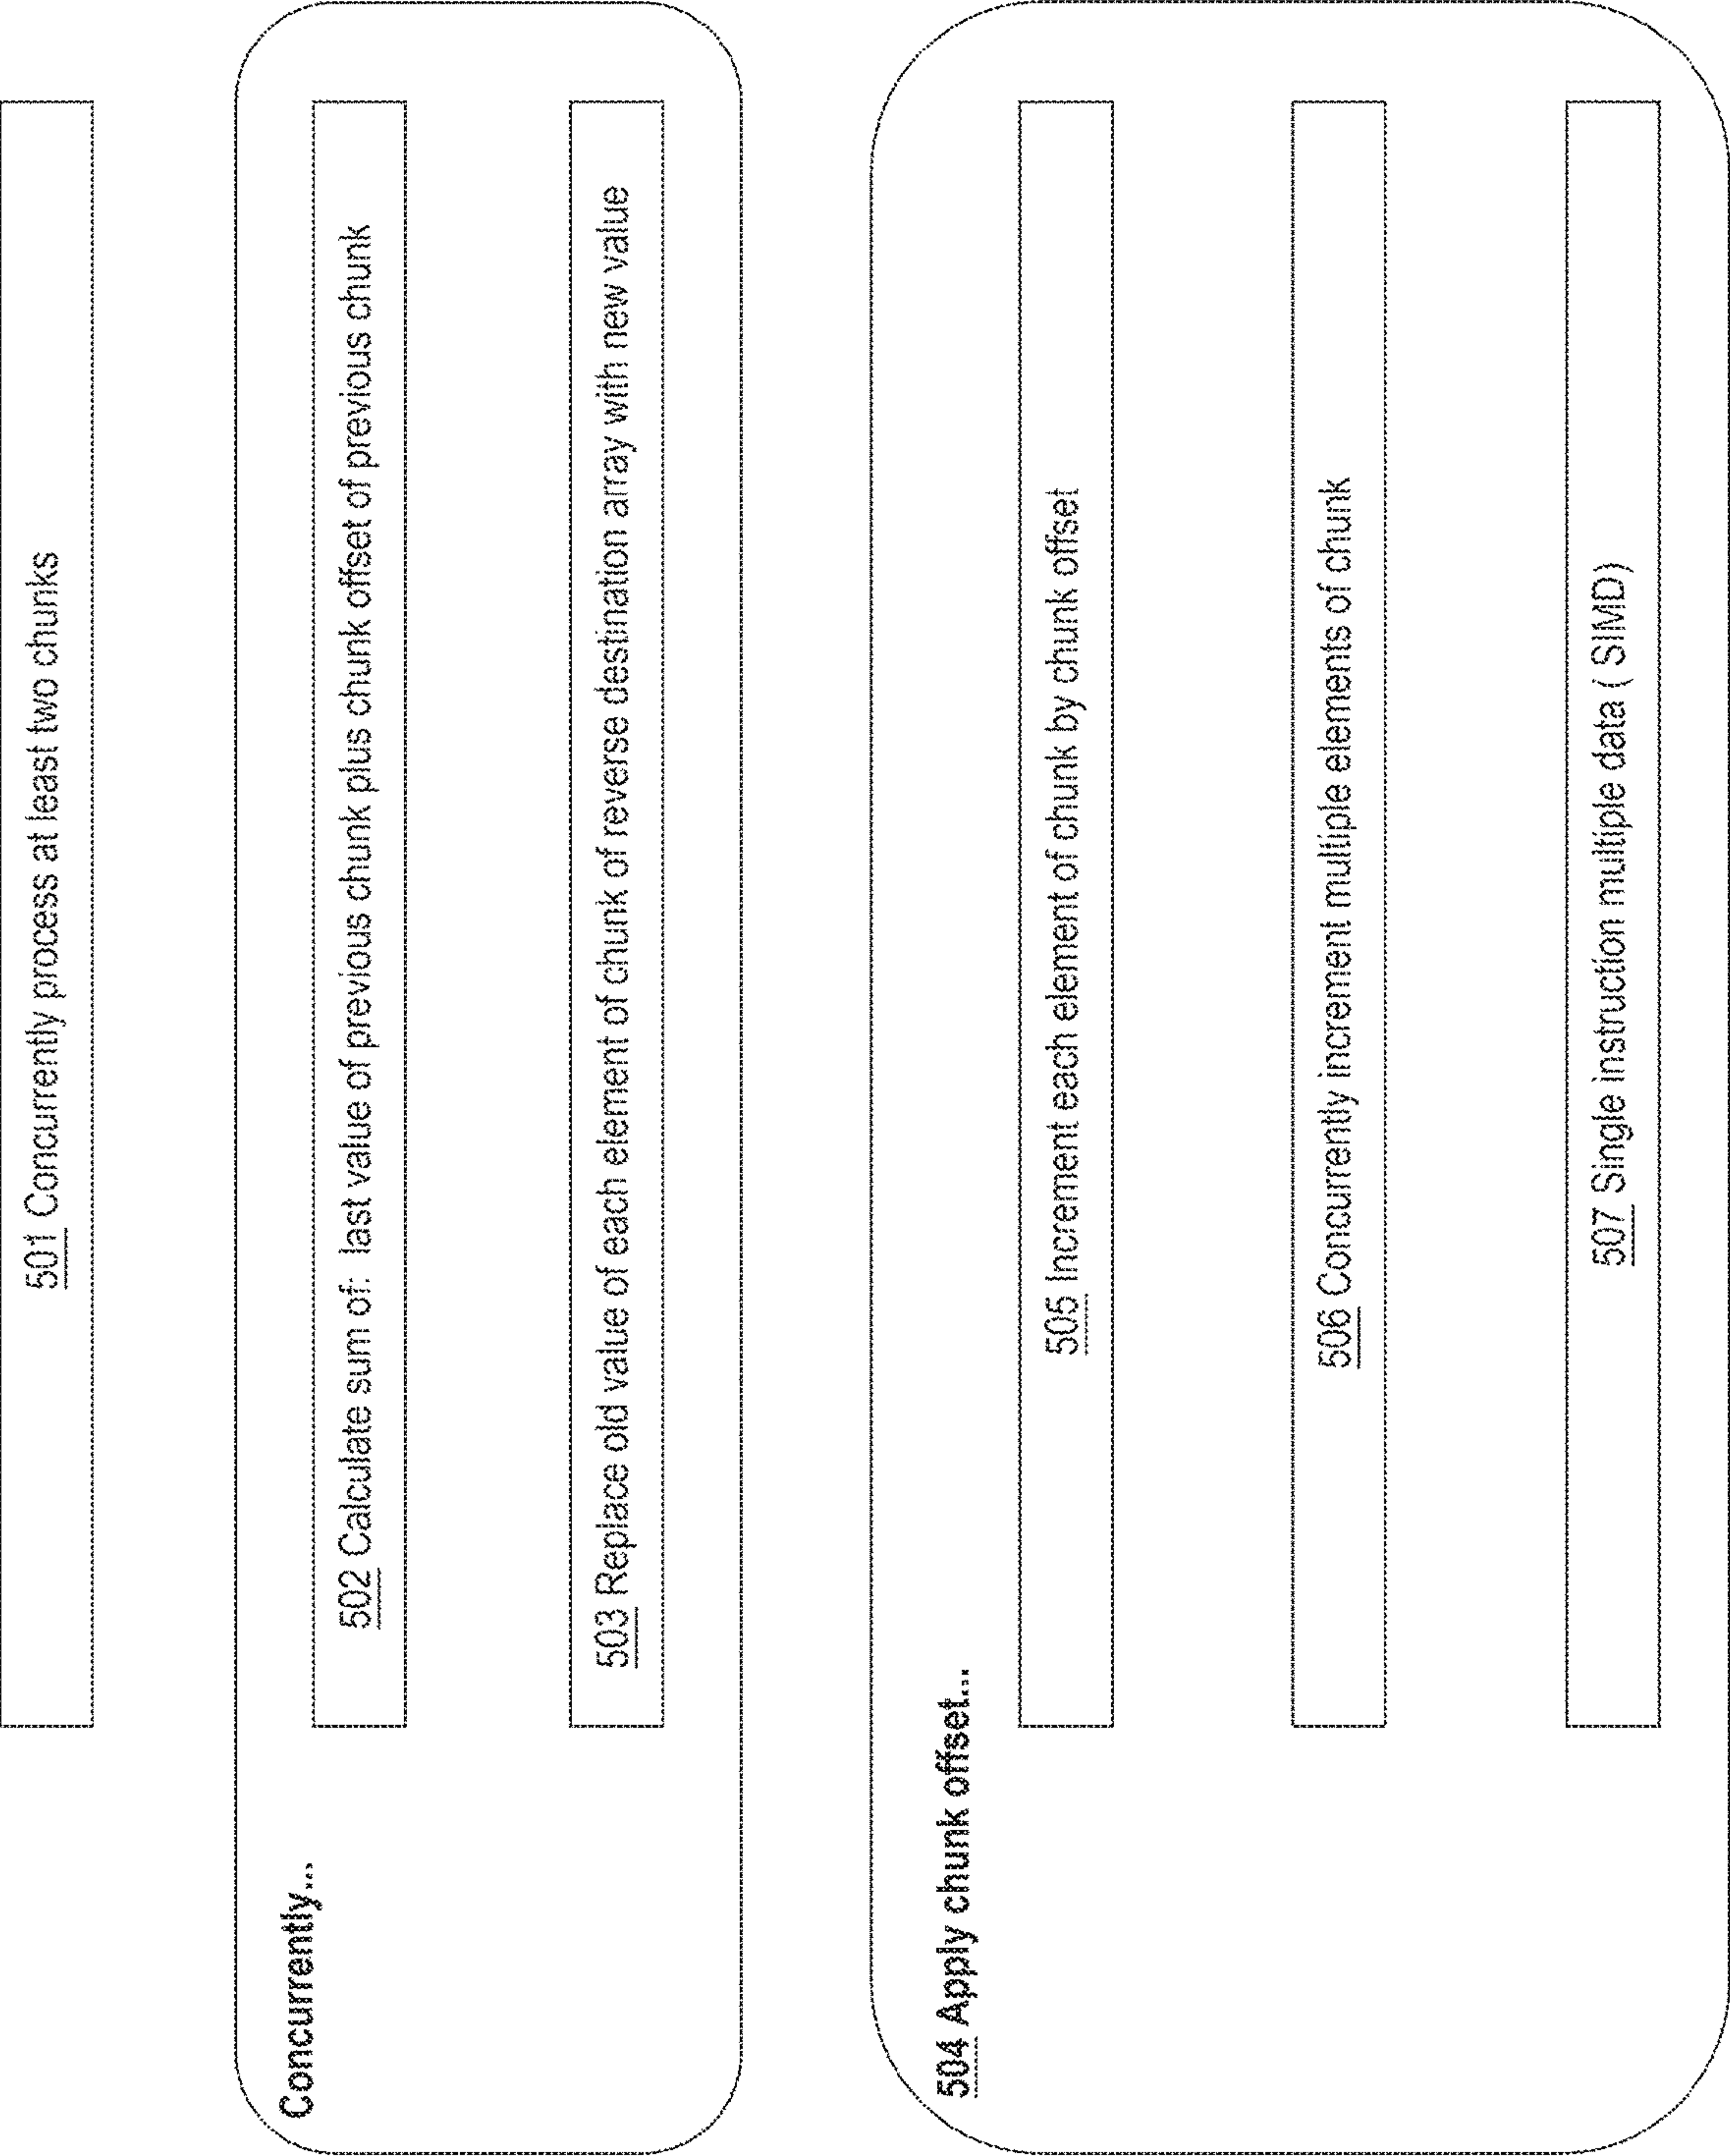 501 Concurrently process at least two chunks
Concurrently...
502 Calculate sum of: last value of previous chunk plus chunk offset of previous chunk
503 Replace old value of each element of chunk of reverse destination array with new value
504 Apply chunk offset...
505 Increment each element of chunk by chunk offset
506 Concurrently increment multiple elements of chunk
507 Single instruction multiple data ( SIMD)